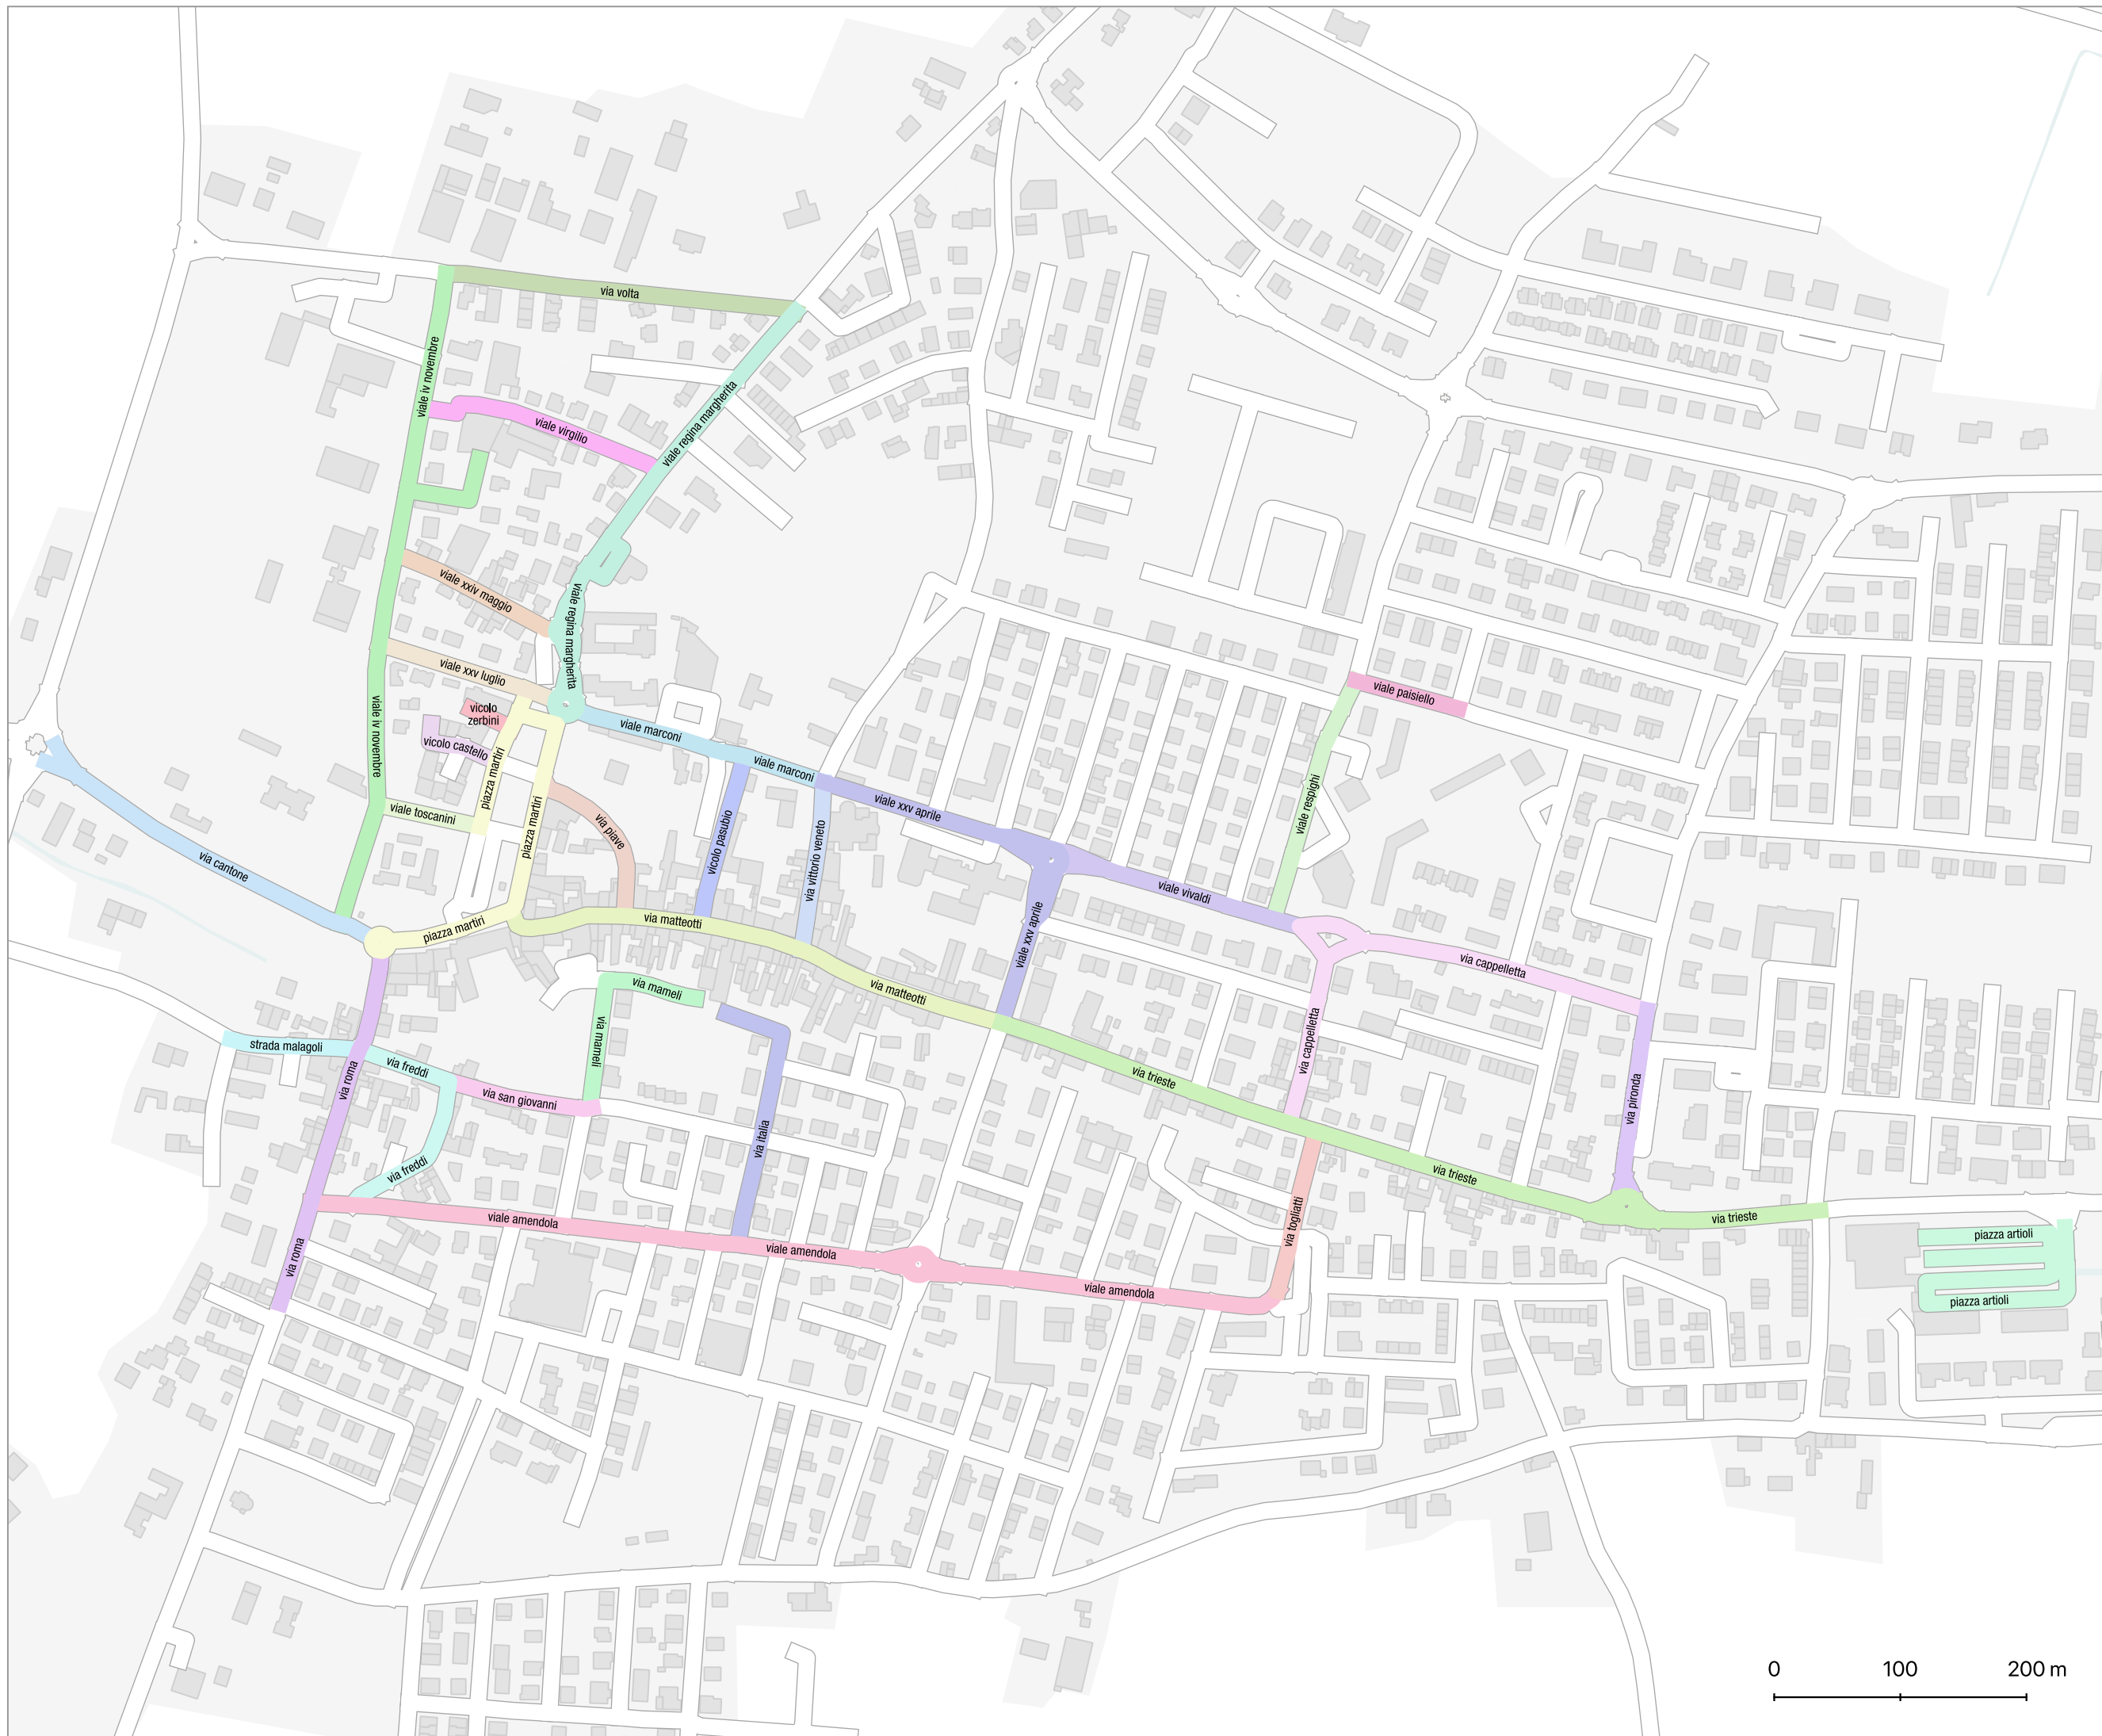 via volta
viale iv novembre
viale regina margherita
viale virgilio
viale xxiv maggio
viale regina margherita
viale xxv luglio
viale paisiello
vicolo
zerbini
viale iv novembre
viale marconi
vicolo castello
viale marconi
piazza martiri
viale respighi
viale xxv aprile
viale toscanini
piazza martiri
via piave
vicolo pasubio
via vittorio veneto
via cantone
viale vivaldi
via matteotti
piazza martiri
viale xxv aprile
via cappelletta
via mameli
via matteotti
via mameli
via cappelletta
strada malagoli
via freddi
via roma
via trieste
via san giovanni
via pironda
via italia
via freddi
via trieste
viale amendola
via togliatti
via trieste
piazza artioli
via roma
viale amendola
viale amendola
piazza artioli
0 100 200 m